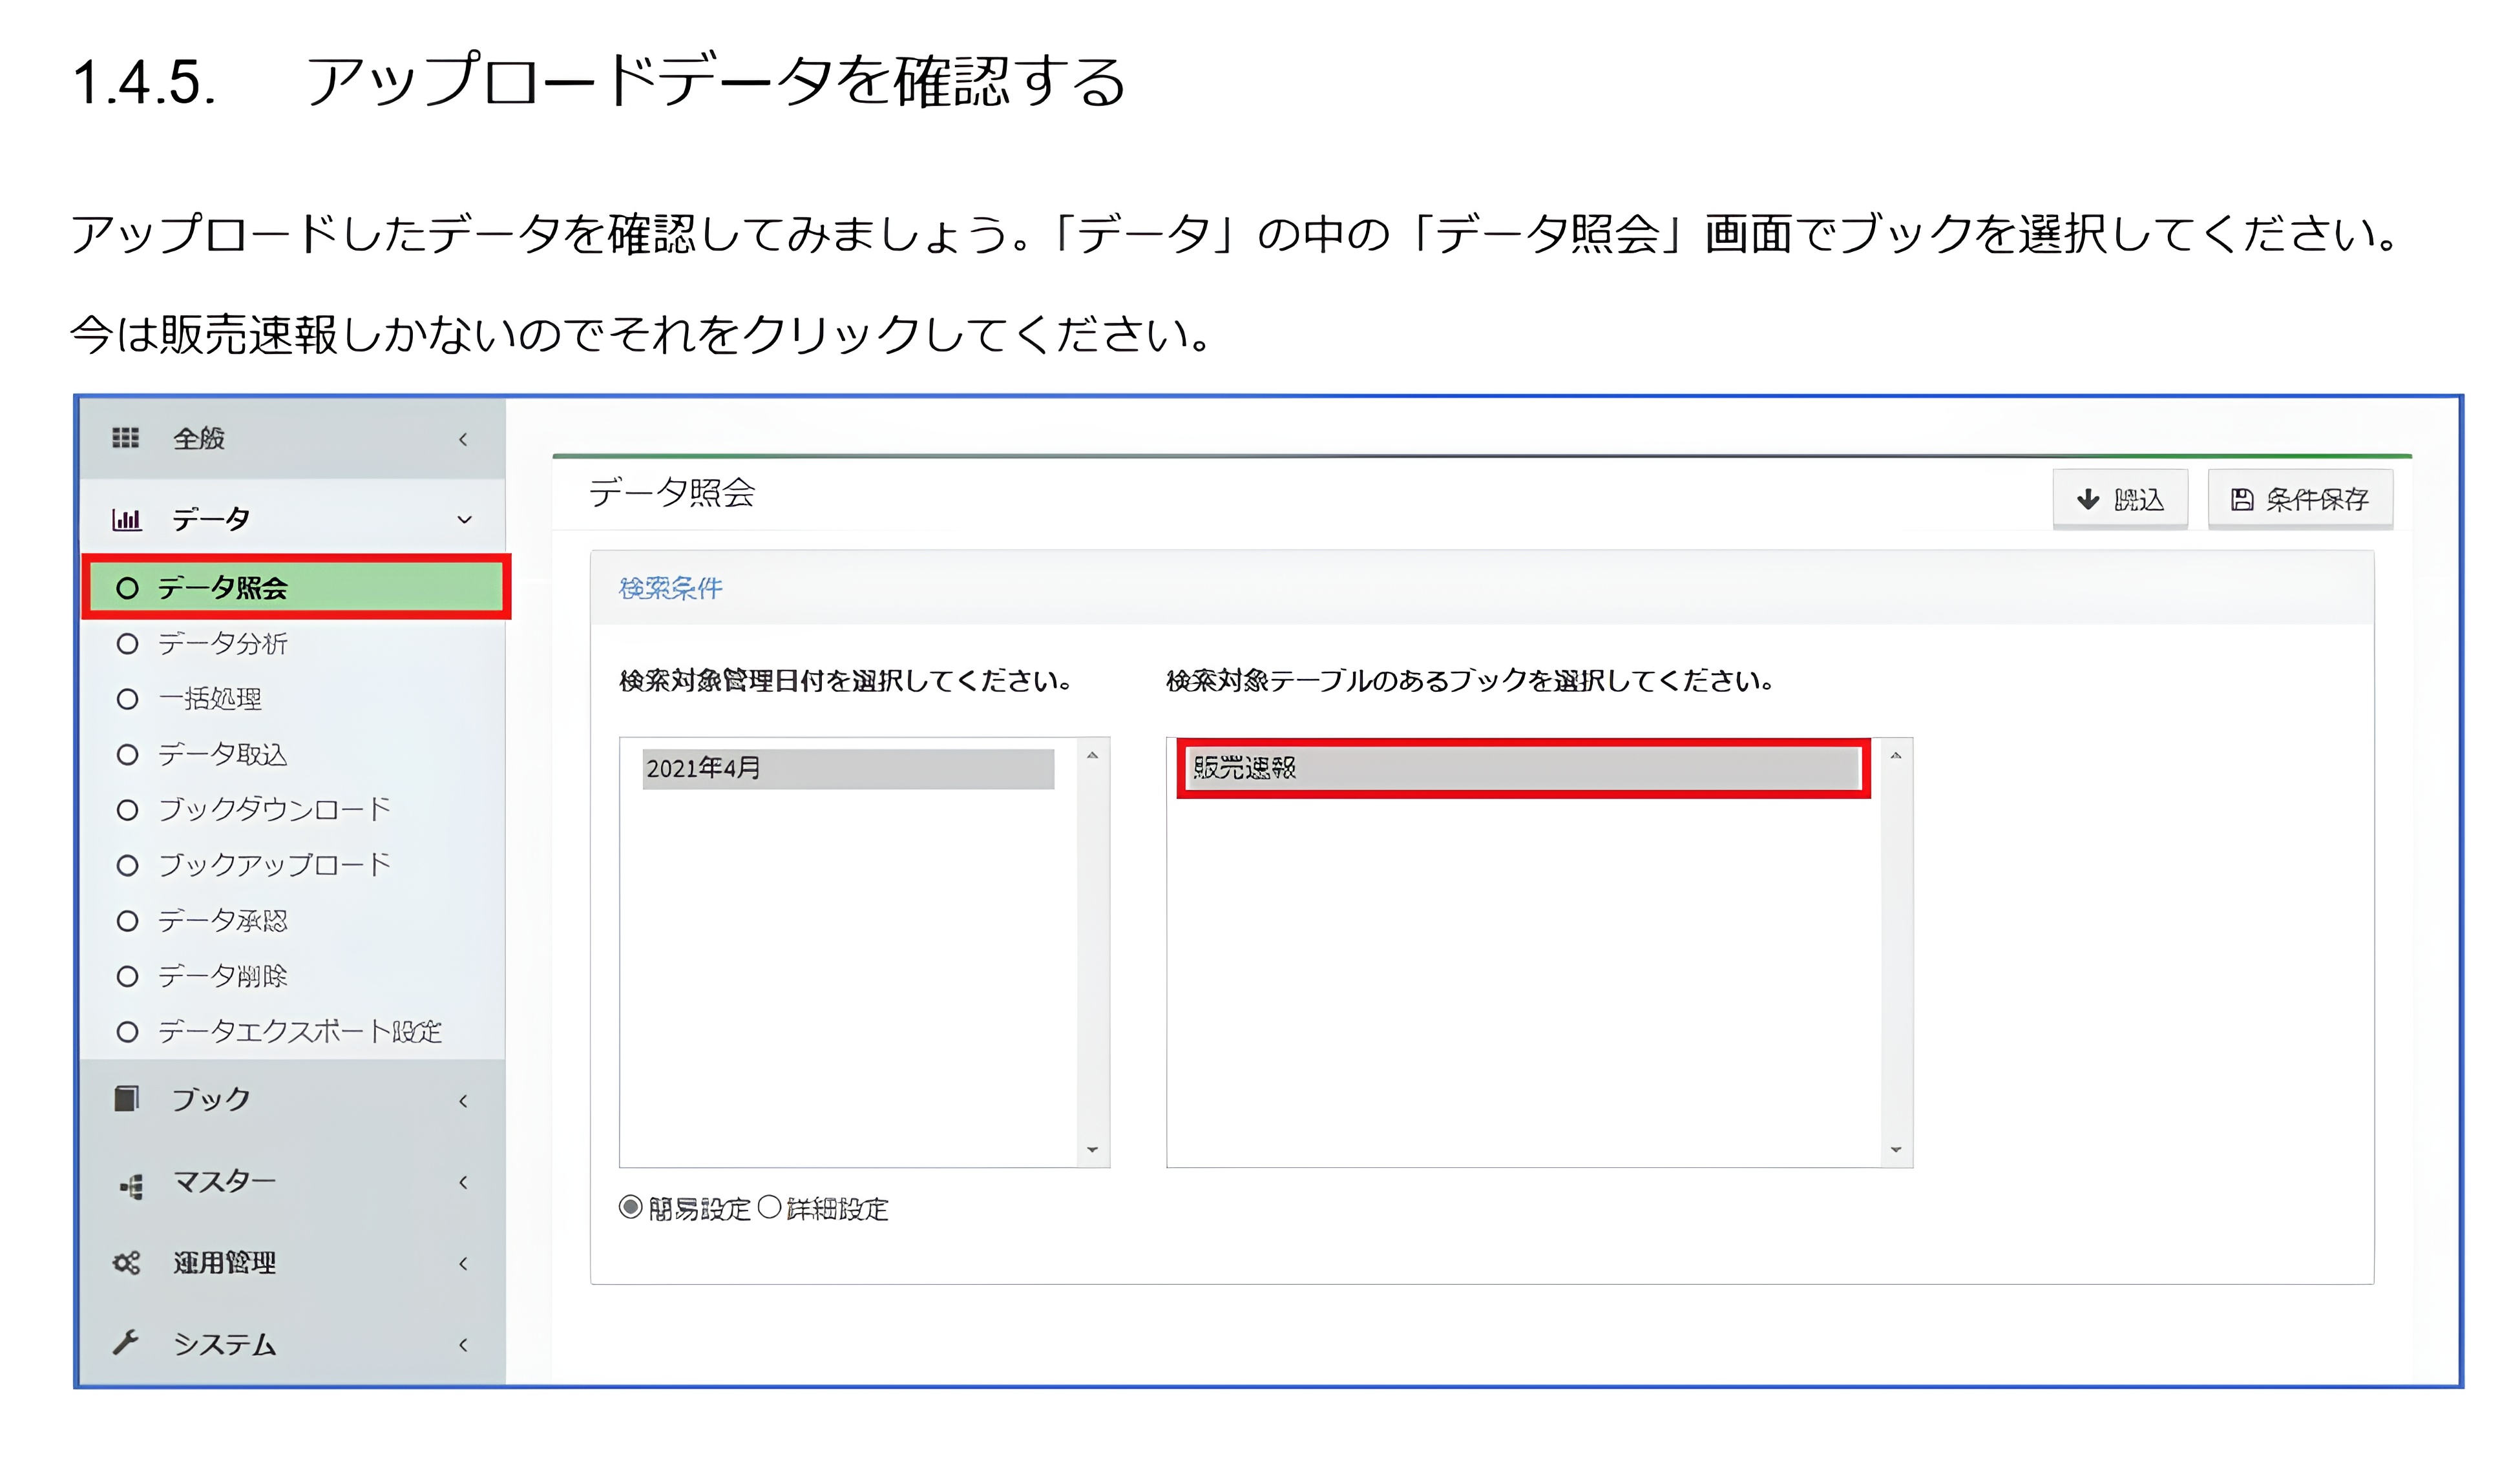 1.4.5. アップロードデータを確認する
アップロードしたデータを確認してみましょう。「データ」の中の「データ照会」画面でブックを選択してください。
今は販売速報しかないのでそれをクリックしてください。
全般
データ
データ照会
データ分析
一括処理
データ取込
ブックダウンロード
ブックアップロード
データ承認
データ削除
データエクスポート設定
ブック
マスター
運用管理
システム
データ照会
読込
条件保存
検索条件
検索対象管理日付を選択してください。
検索対象テーブルのあるブックを選択してください。
2021年4月
販売速報
簡易設定 詳細設定